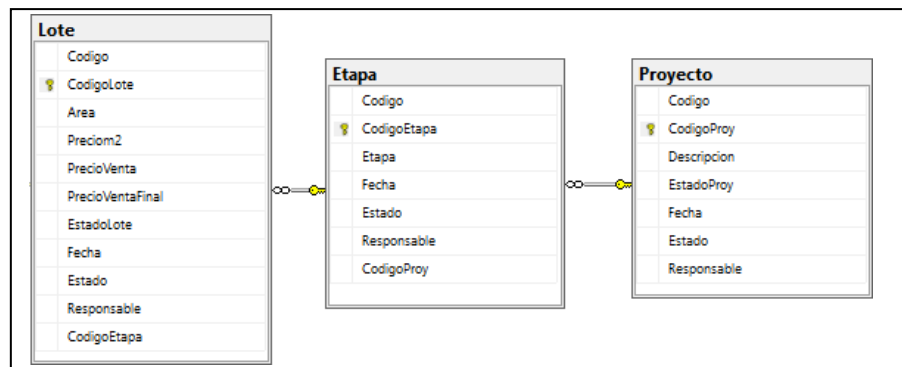 Lote
Codigo
CodigoLote
Area
Preciom2
PrecioVenta
PrecioVentaFinal
EstadoLote
Fecha
Estado
Responsable
CodigoEtapa
Etapa
Codigo
CodigoEtapa
Etapa
Fecha
Estado
Responsable
CodigoProy
Proyecto
Codigo
CodigoProy
Descripcion
EstadoProy
Fecha
Estado
Responsable